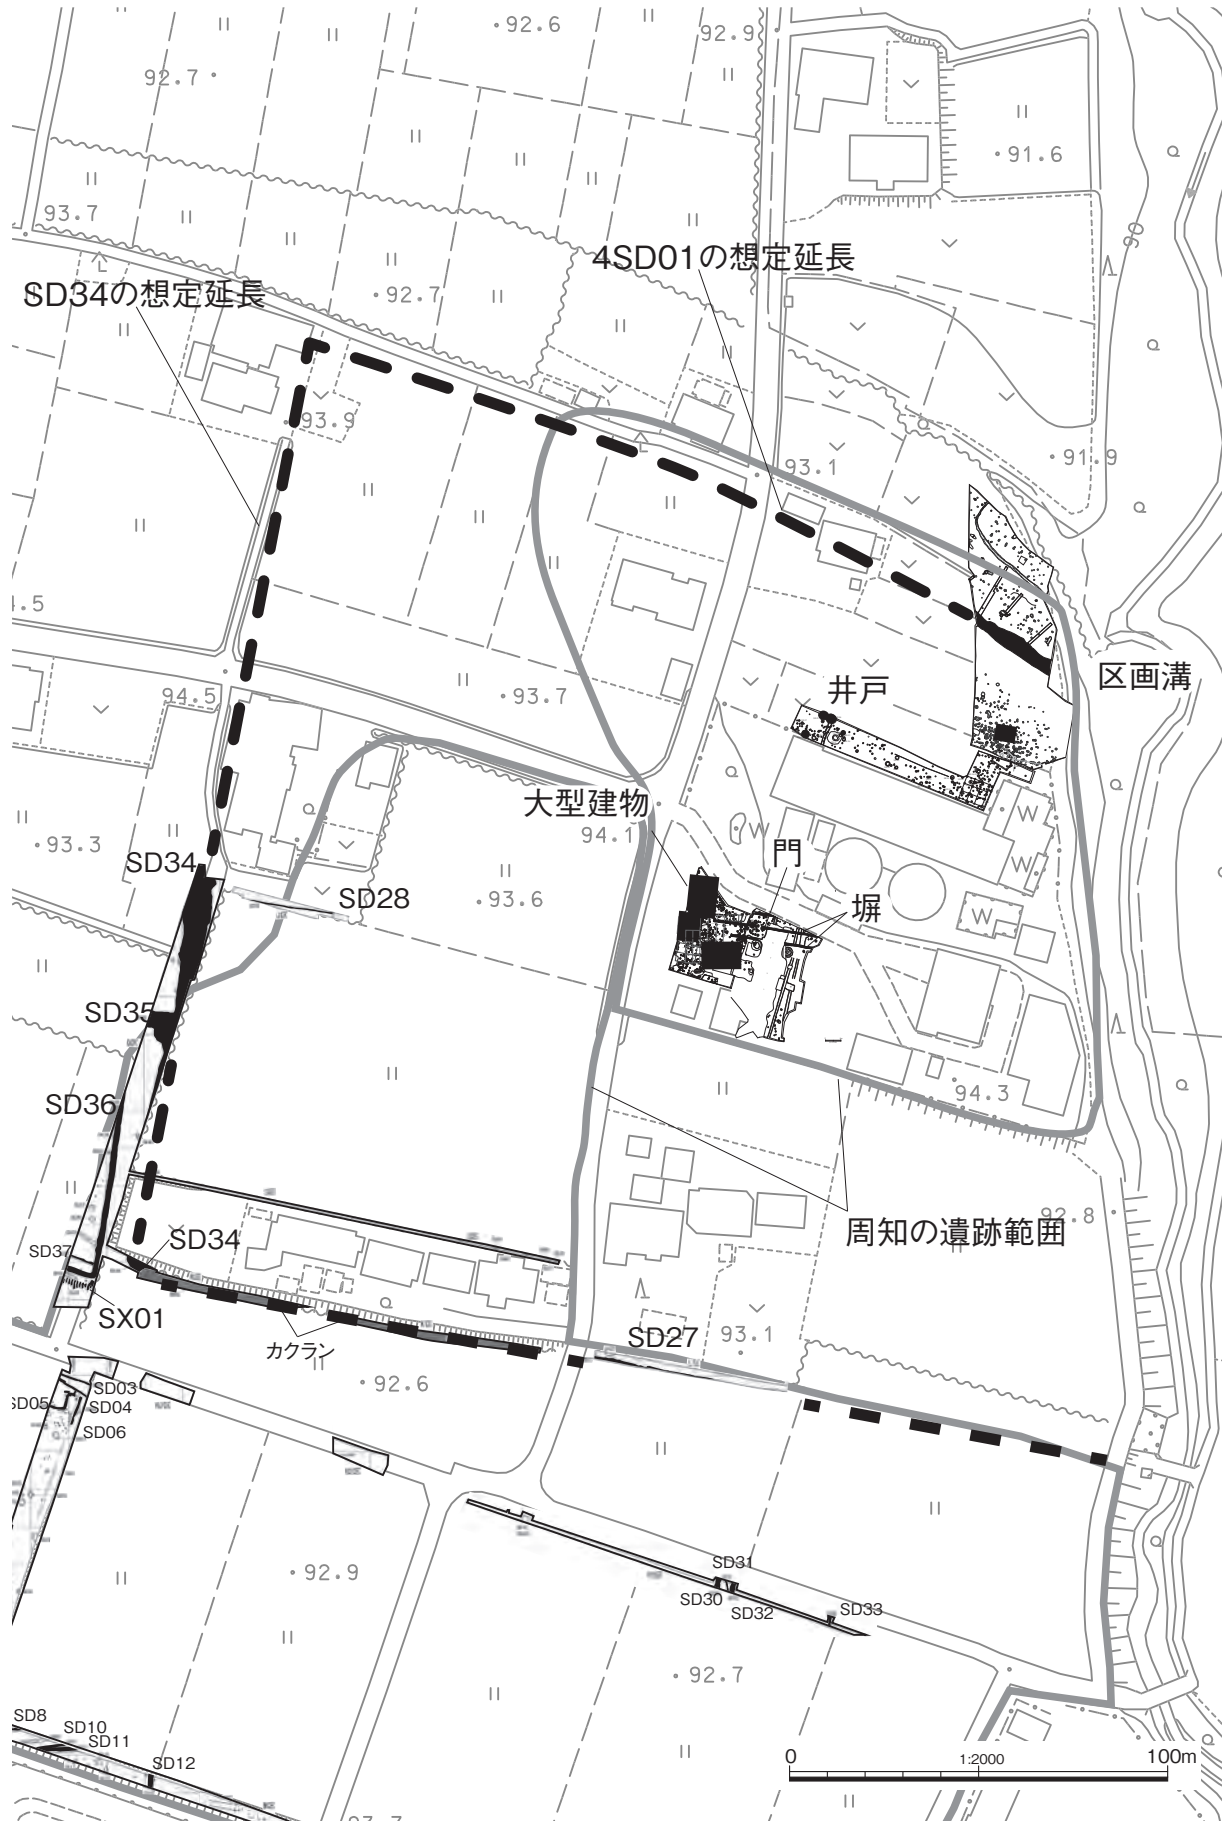 92.6
92.9
92.7
91.6
93.7
90
4SD01の想定延長
92.7
SD34の想定延長
93.9
93.1
91.9
94.5
93.7
井戸
区画溝
大型建物
94.1
W
門
93.3
SD34
93.6
SD28
塀
W
W
W
SD35
SD36
94.3
92.8
周知の遺跡範囲
SD37
SD34
SX01
カクラン
SD27
93.1
92.6
SD03
SD05
SD04
SD06
92.9
SD31
SD30
SD32
SD33
92.7
SD8
SD10
SD11
SD12
0
1:2000
100m